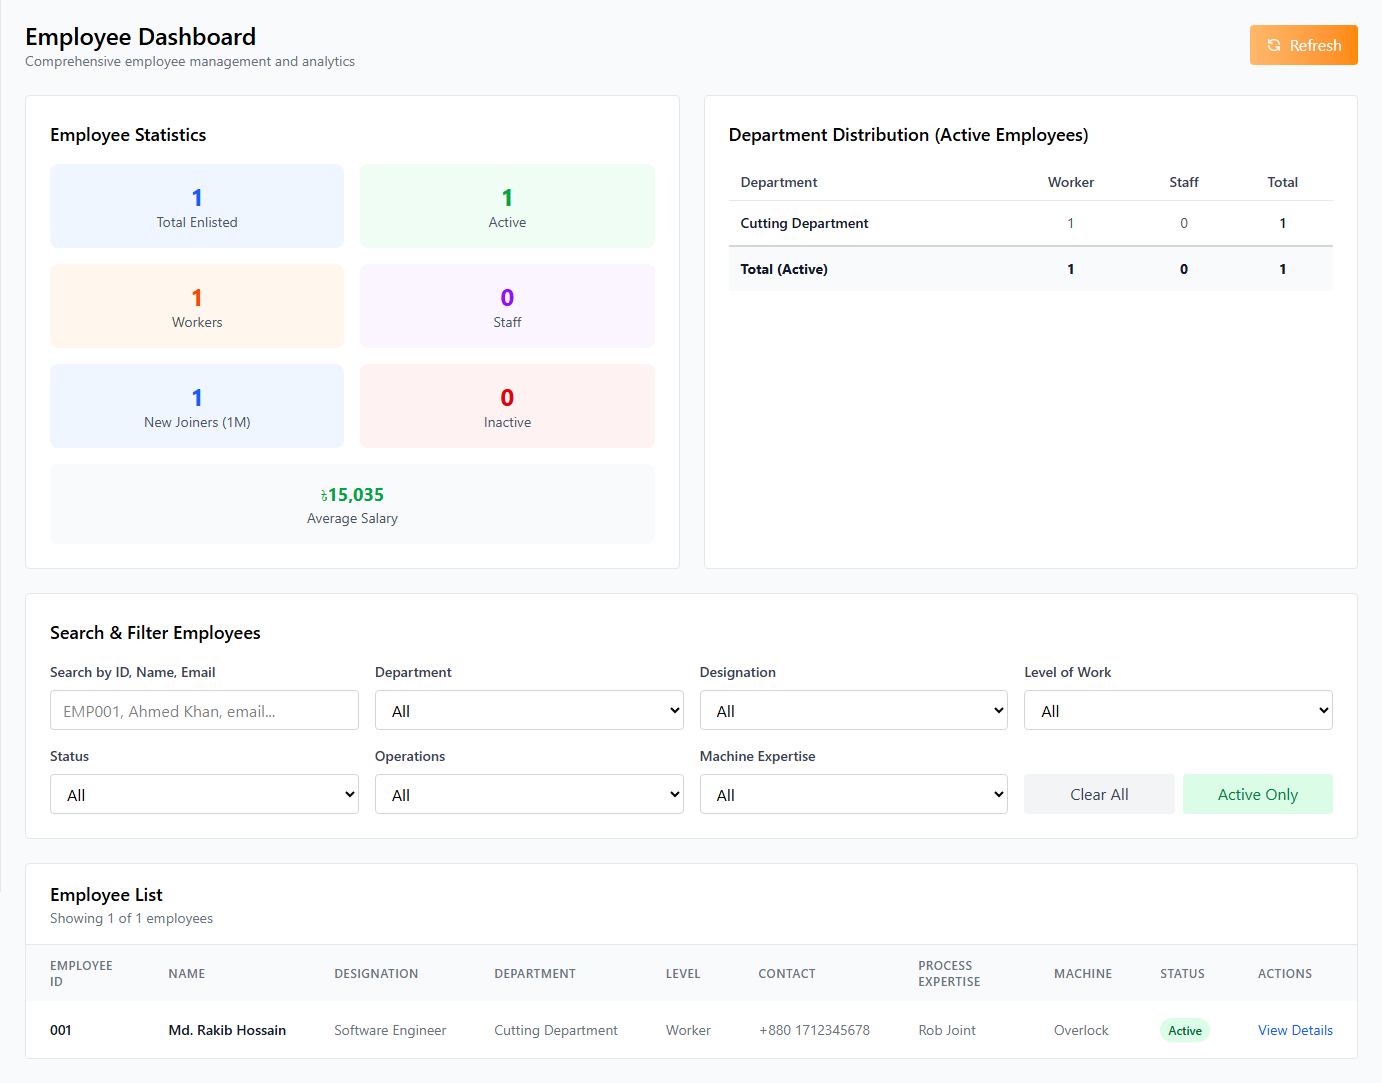 Employee Dashboard
Comprehensive employee management and analytics
Refresh
Employee Statistics
1
Total Enlisted
1
Active
1
Workers
0
Staff
1
New Joiners (1M)
0
Inactive
৳15,035
Average Salary
Department Distribution (Active Employees)
Department Worker Staff Total
Cutting Department 1 0 1
Total (Active) 1 0 1
Search & Filter Employees
Search by ID, Name, Email
EMP001, Ahmed Khan, email...
Department
All
Designation
All
Level of Work
All
Status
All
Operations
All
Machine Expertise
All
Clear All
Active Only
Employee List
Showing 1 of 1 employees
EMPLOYEE ID NAME DESIGNATION DEPARTMENT LEVEL CONTACT PROCESS EXPERTISE MACHINE STATUS ACTIONS
001 Md. Rakib Hossain Software Engineer Cutting Department Worker +880 1712345678 Rob Joint Overlock Active View Details